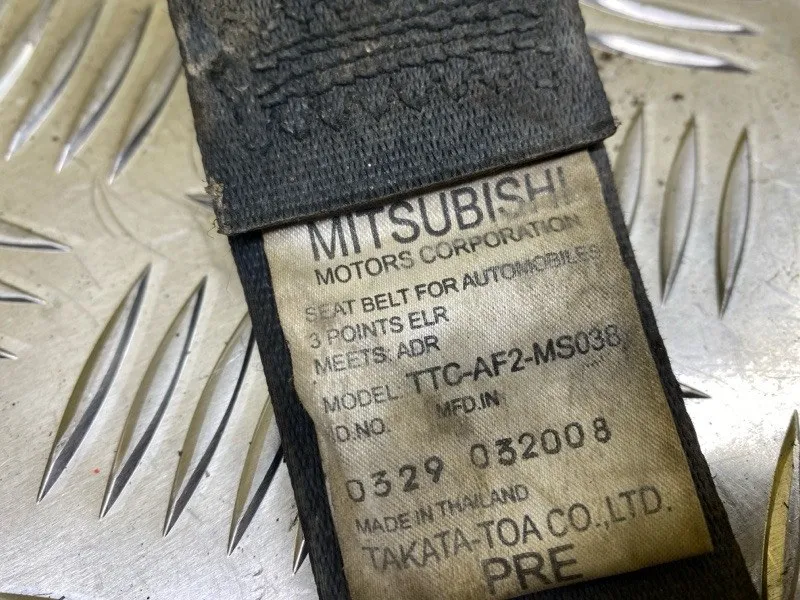 MITSUBISHI
MOTORS CORPORATION
SEAT BELT FOR AUTOMOBILES
3 POINTS ELR
MEETS: ADR
MODEL: TTC-AF2-MS038
ID.NO. MFD.IN
0329 032008
MADE IN THAILAND
TAKATA-TOA CO.,LTD.
PRE